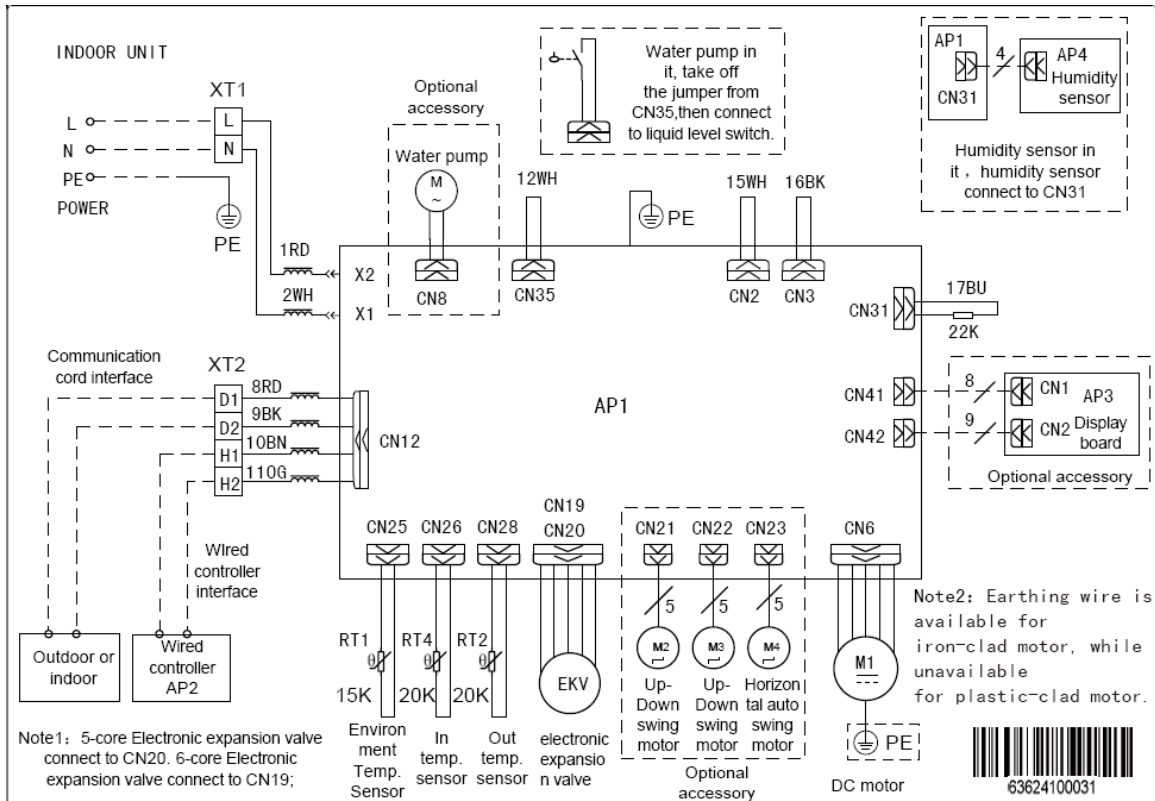 INDOOR UNIT
XT1
L
L
N
N
PE
POWER
PE
1RD
X2
2WH
X1
Optional
accessory
Water pump
M
~
CN8
Water pump in
it, take off
the jumper from
CN35,then connect
to liquid level switch.
12WH
CN35
PE
15WH
16BK
CN2
CN3
AP1
CN31
4
AP4
Humidity
sensor
Humidity sensor in
it , humidity sensor
connect to CN31
CN31
17BU
22K
Communication
cord interface
XT2
D1
8RD
D2
9BK
H1
10BN
H2
11OG
CN12
AP1
CN41
8
CN1
AP3
CN42
9
CN2
Display
board
Optional accessory
WIred
controller
interface
Outdoor or
indoor
Wired
controller
AP2
CN25
CN26
CN28
CN19
CN20
CN21
CN22
CN23
CN6
RT1
θ
15K
RT4
θ
20K
RT2
θ
20K
EKV
5
5
5
M2
M3
M4
M1
Environ
ment
Temp.
Sensor
In
temp.
sensor
Out
temp.
sensor
electronic
expansio
n valve
Up-
Down
swing
motor
Up-
Down
swing
motor
Horizon
tal auto
swing
motor
Optional
accessory
PE
DC motor
Note2: Earthing wire is
available for
iron-clad motor, while
unavailable
for plastic-clad motor.
Note1: 5-core Electronic expansion valve
connect to CN20. 6-core Electronic
expansion valve connect to CN19;
63624100031